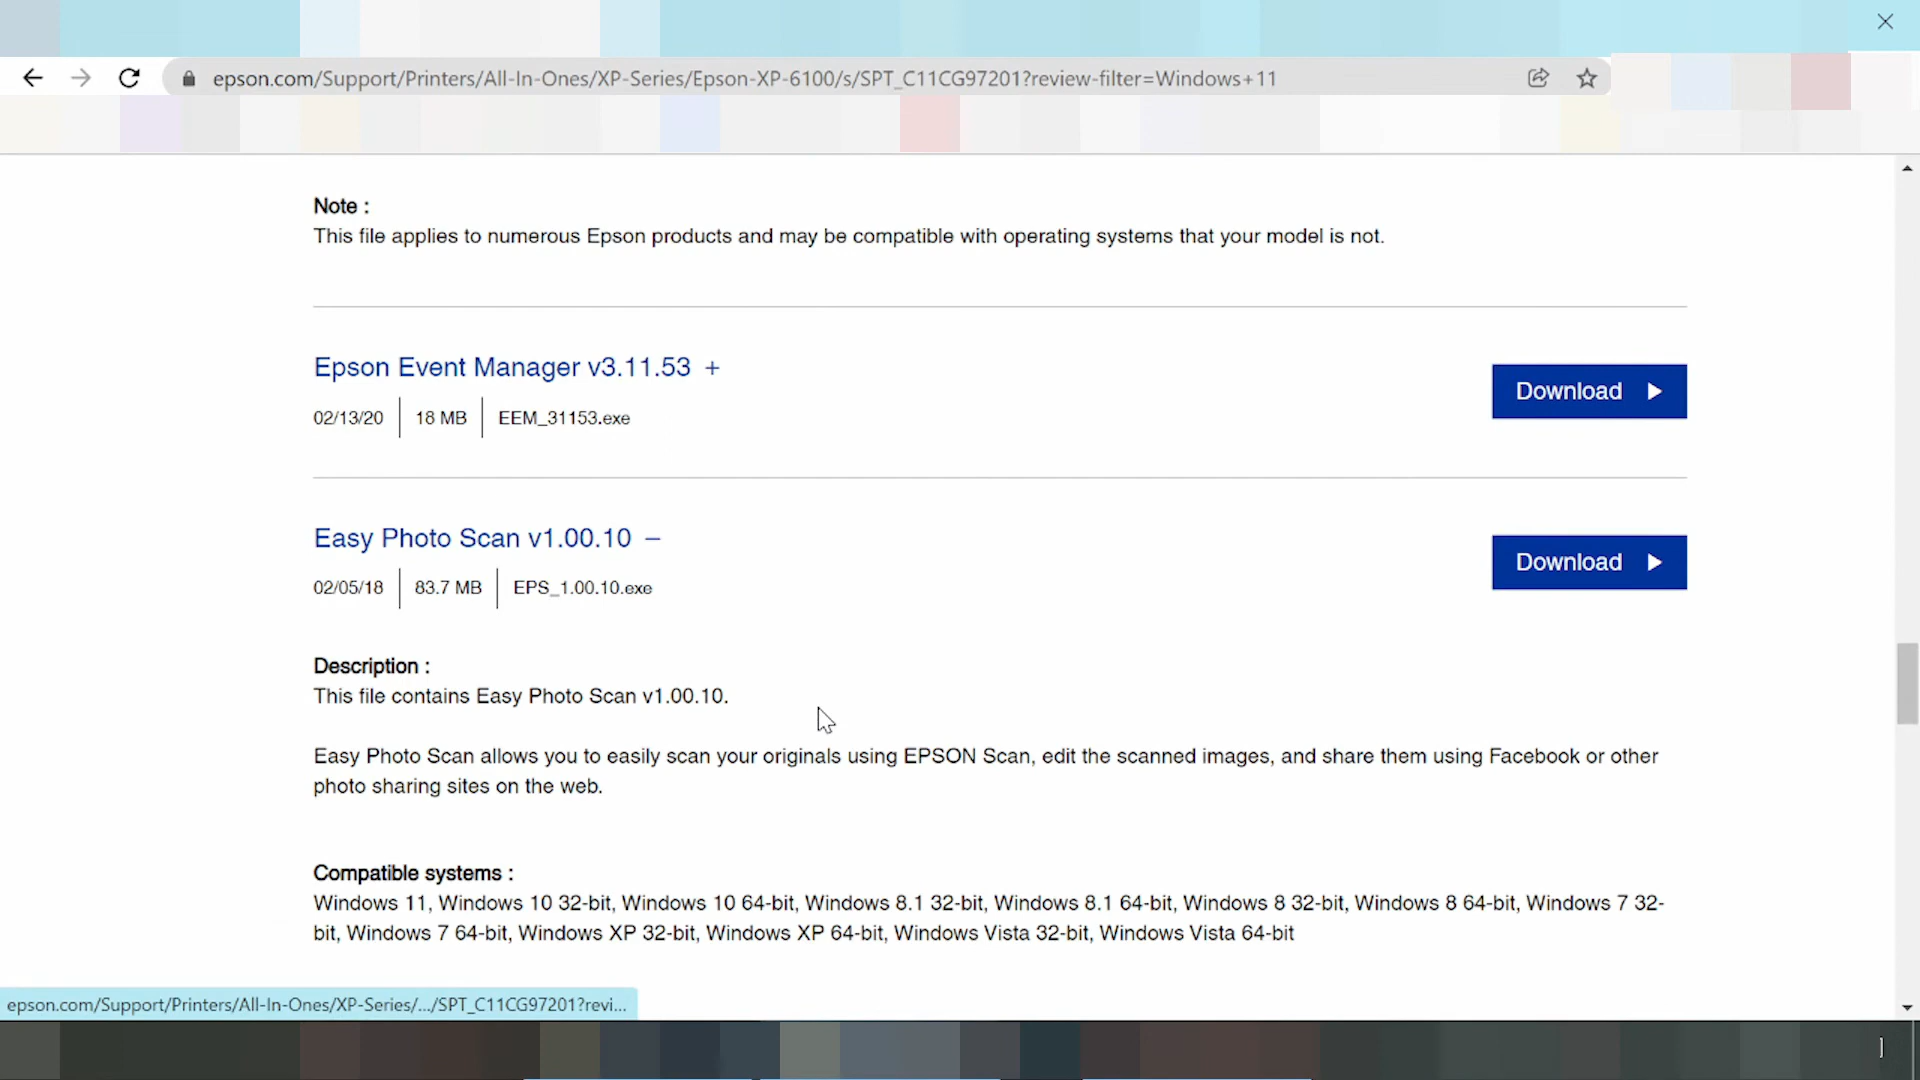 epson.com/Support/Printers/All-In-Ones/XP-Series/Epson-XP-6100/s/SPT_C11CG97201?review-filter=Windows+11
Note :
This file applies to numerous Epson products and may be compatible with operating systems that your model is not.
Epson Event Manager v3.11.53 +
Download
02/13/20 18 MB EEM_31153.exe
Easy Photo Scan v1.00.10 –
Download
02/05/18 83.7 MB EPS_1.00.10.exe
Description :
This file contains Easy Photo Scan v1.00.10.
Easy Photo Scan allows you to easily scan your originals using EPSON Scan, edit the scanned images, and share them using Facebook or other
photo sharing sites on the web.
Compatible systems :
Windows 11, Windows 10 32-bit, Windows 10 64-bit, Windows 8.1 32-bit, Windows 8.1 64-bit, Windows 8 32-bit, Windows 8 64-bit, Windows 7 32-
bit, Windows 7 64-bit, Windows XP 32-bit, Windows XP 64-bit, Windows Vista 32-bit, Windows Vista 64-bit
epson.com/Support/Printers/All-In-Ones/XP-Series/.../SPT_C11CG97201?revi...